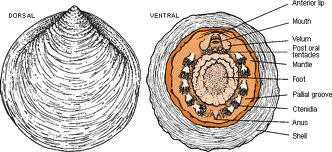 DORSAL
VENTRAL
Anterior lip
Mouth
Velum
Post oral
tentacles
Mantle
Foot
Pallial groove
Ctenidia
Anus
Shell